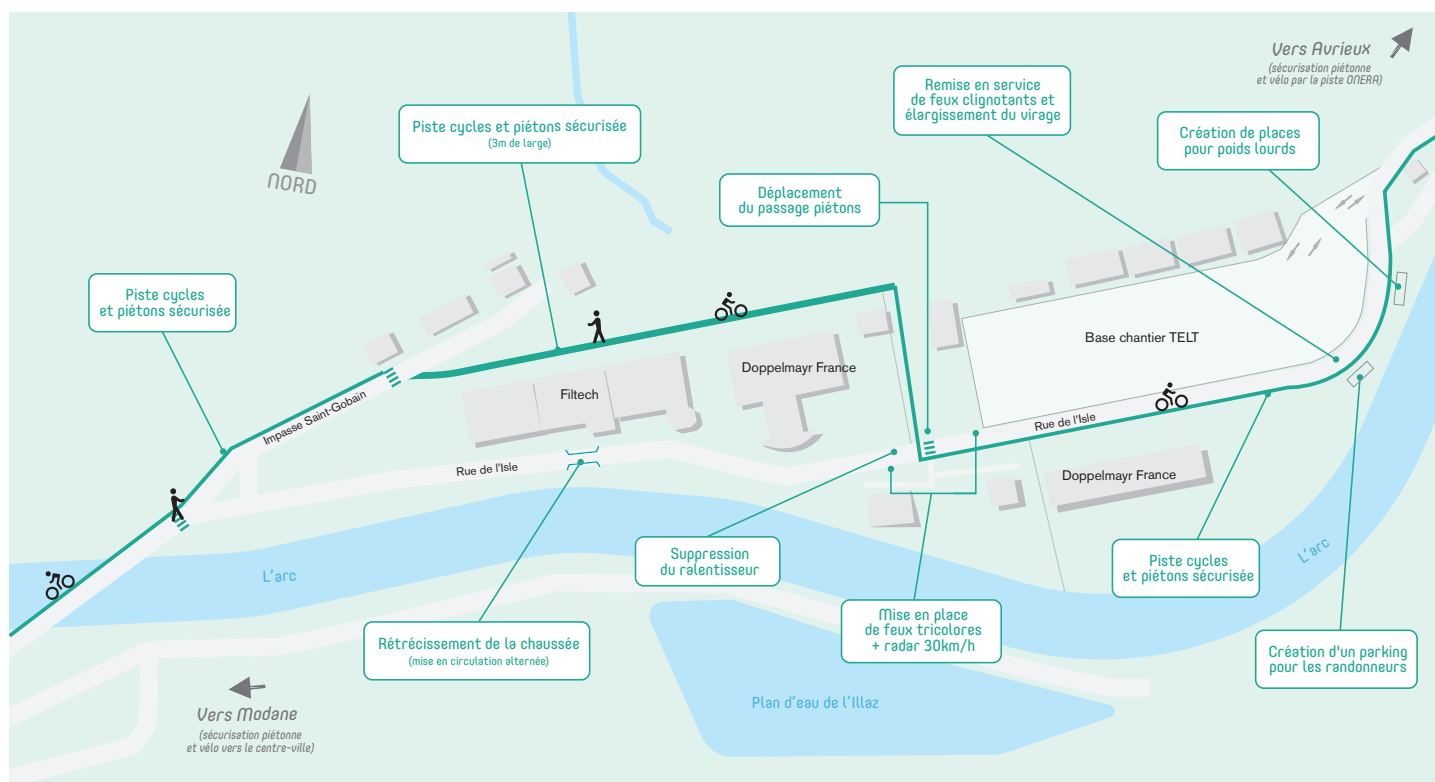 Vers Avrieux
(sécurisation piétonne
et vélo par la piste ONERA)
Remise en service
de feux clignotants et
élargissement du virage
Piste cycles et piétons sécurisée
(3m de large)
Création de places
pour poids lourds
NORD
Déplacement
du passage piétons
Piste cycles
et piétons sécurisée
Base chantier TELT
Doppelmayr France
Filtech
Impasse Saint-Gobain
Rue de l'Isle
Rue de l'Isle
Doppelmayr France
L'arc
L'arc
Suppression
du ralentisseur
Piste cycles
et piétons sécurisée
Mise en place
de feux tricolores
+ radar 30km/h
Rétrécissement de la chaussée
(mise en circulation alternée)
Création d'un parking
pour les randonneurs
Plan d'eau de l'Illaz
Vers Modane
(sécurisation piétonne
et vélo vers le centre-ville)